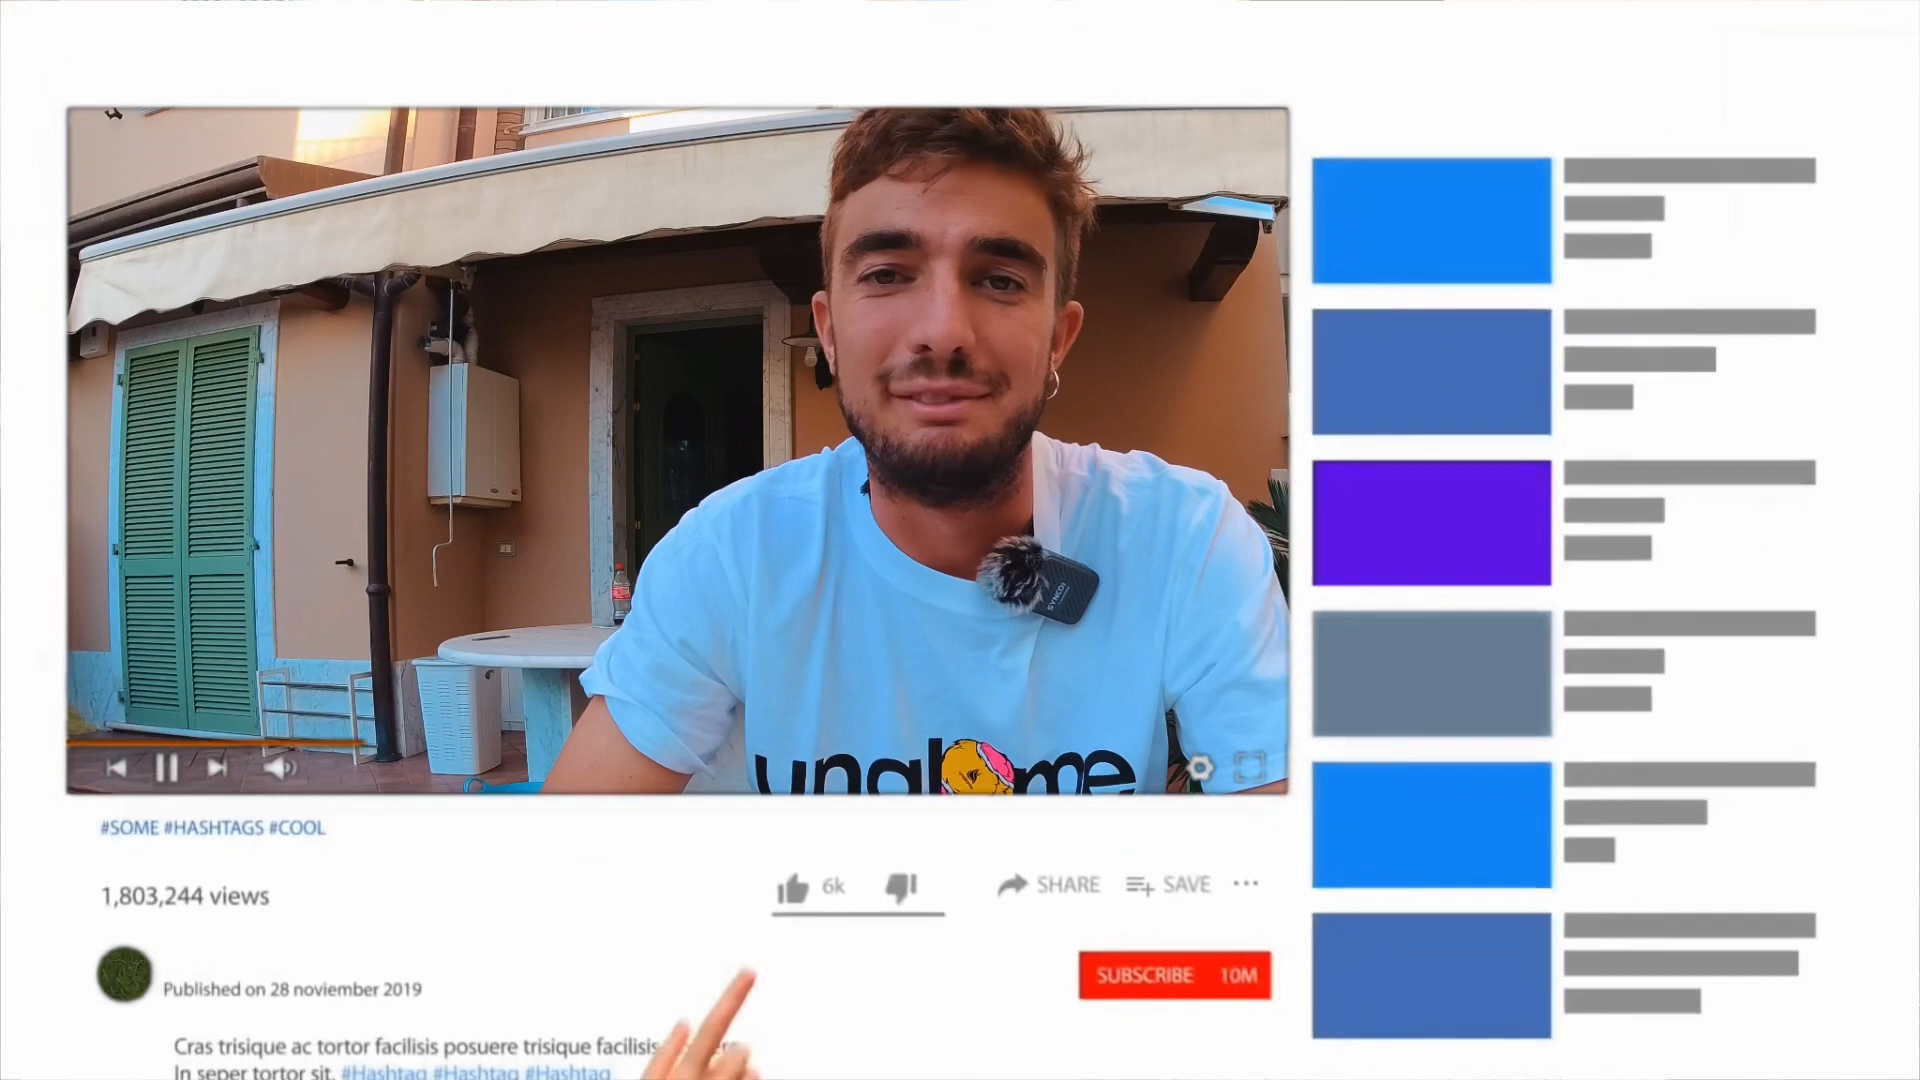 SYNCO
#SOME #HASHTAGS #COOL
1,803,244 views
6k
SHARE
SAVE
SUBSCRIBE 10M
Published on 28 noviember 2019
Cras trisique ac tortor facilisis posuere trisique facilisis
In seper tortor sit. #Hashtag #Hashtag #Hashtag